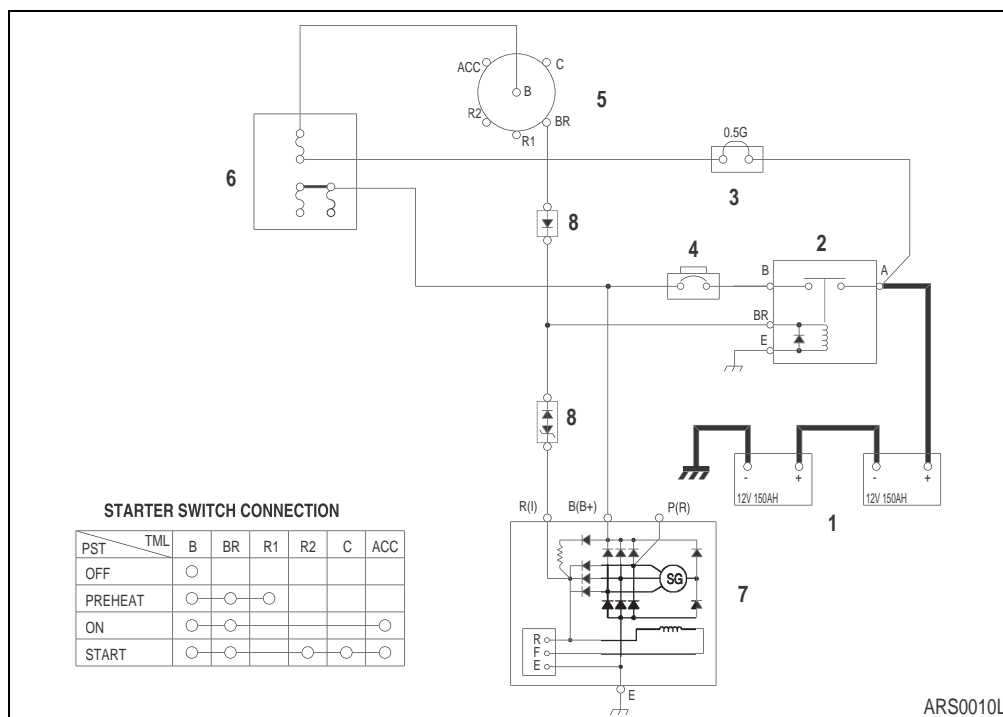 ACC
C
B
5
R2
BR
R1
0.5G
6
3
8
4
2
B
A
BR
E
8
- +
- +
12V 150AH
12V 150AH
1
STARTER SWITCH CONNECTION
PST TML B BR R1 R2 C ACC
OFF
PREHEAT
ON
START
R(I) B(B+) P(R)
SG
7
R
F
E
E
ARS0010L